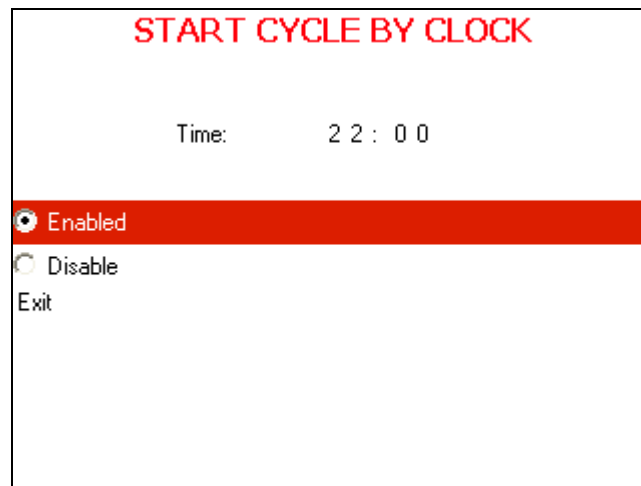 START CYCLE BY CLOCK
Time: 22:00
Enabled
Disable
Exit